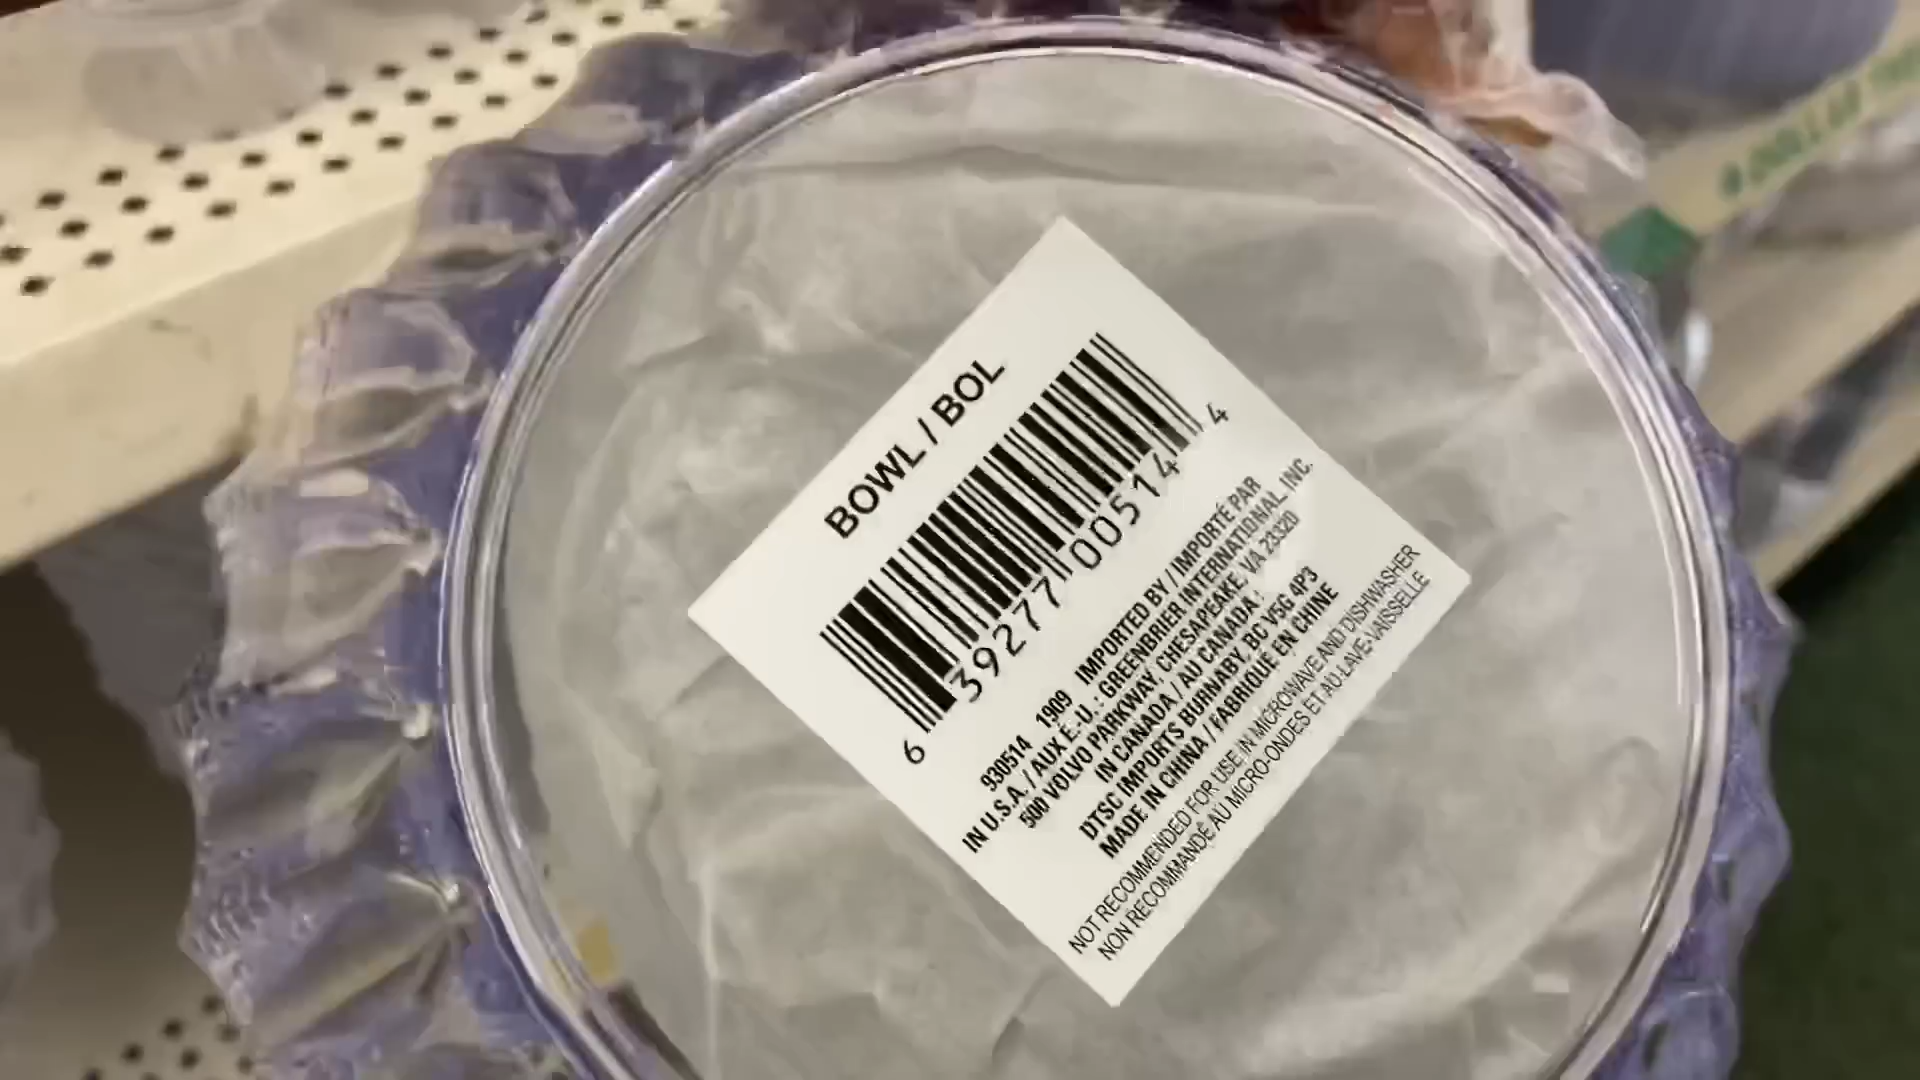 BOWL / BOL
6 39277 00514 4
930514 1909 IMPORTED BY / IMPORTÉ PAR
IN U.S.A. / AUX É.-U.: GREENBRIER INTERNATIONAL, INC.
500 VOLVO PARKWAY, CHESAPEAKE, VA 23320
IN CANADA / AU CANADA :
DTSC IMPORTS BURNABY, BC V5G 4P3
MADE IN CHINA / FABRIQUÉ EN CHINE
NOT RECOMMENDED FOR USE IN MICROWAVE AND DISHWASHER
NON RECOMMANDÉ AU MICRO-ONDES ET AU LAVE-VAISSELLE